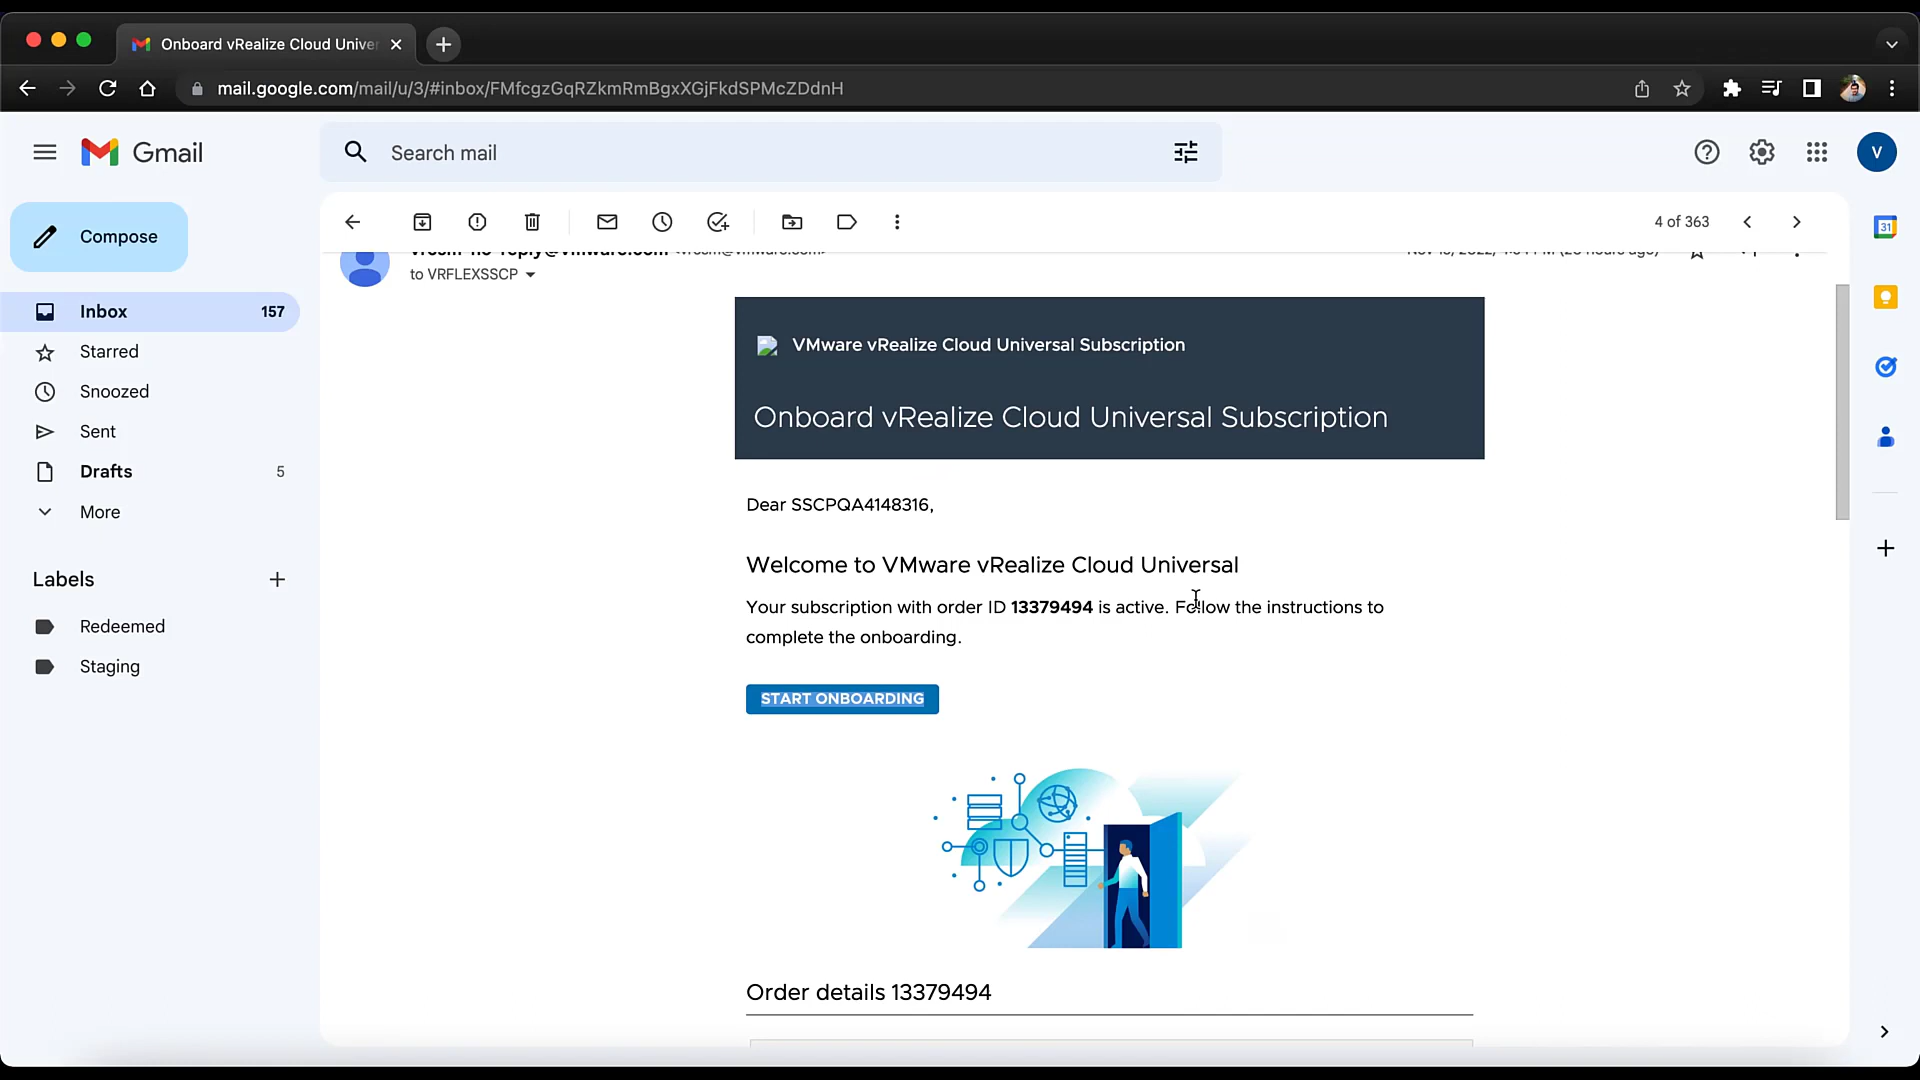 Onboard vRealize Cloud Unive
mail.google.com/mail/u/3/#inbox/FMfcgzGqRZkmRmBgxXGjFkdSPMcZDdnH
Gmail
Search mail
V
Compose
4 of 363
to VRFLEXSSCP
31
Inbox 157
Starred
Snoozed
Sent
Drafts 5
More
Labels
Redeemed
Staging
VMware vRealize Cloud Universal Subscription
Onboard vRealize Cloud Universal Subscription
Dear SSCPQA4148316,
Welcome to VMware vRealize Cloud Universal
Your subscription with order ID 13379494 is active. Follow the instructions to
complete the onboarding.
START ONBOARDING
Order details 13379494